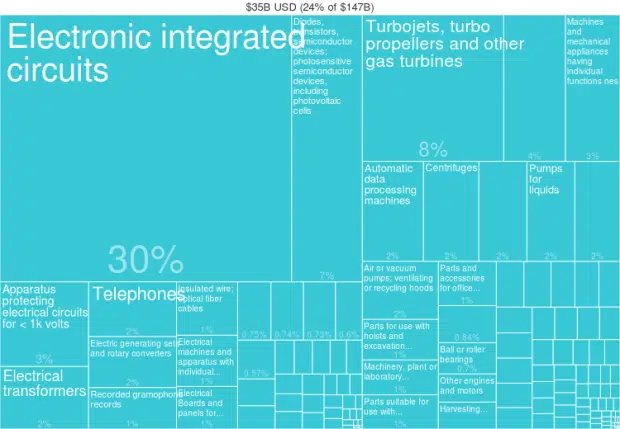 $35B USD (24% of $147B)
Electronic integrated
circuits
30%
Diodes,
transistors,
semiconductor
devices;
photosensitive
semiconductor
devices,
including
photovoltaic
cells
7%
Turbojets, turbo
propellers and other
gas turbines
8%
4%
Machines
and
mechanical
appliances
having
individual
functions nes
3%
Automatic
data
processing
machines
2%
Centrifuges
2%
2%
Pumps
for
liquids
2%
2%
Apparatus
protecting
electrical circuits
for < 1k volts
3%
Electrical
transformers
2%
Telephones
2%
Electric generating sets
and rotary converters
2%
Recorded gramophone
records
1%
Insulated wire;
optical fiber
cables
1%
Electrical
machines and
apparatus with
individual...
1%
Electrical
Boards and
panels for...
1%
0.75%
0.74%
0.73%
0.6%
0.57%
Air or vacuum
pumps; ventilating
or recycling hoods
2%
Parts for use with
hoists and
excavation...
1%
Machinery, plant or
laboratory...
1%
Parts suitable for
use with...
1%
Parts and
accessories
for office...
1%
0.84%
Ball or roller
bearings
0.7%
Other engines
and motors
Harvesting...